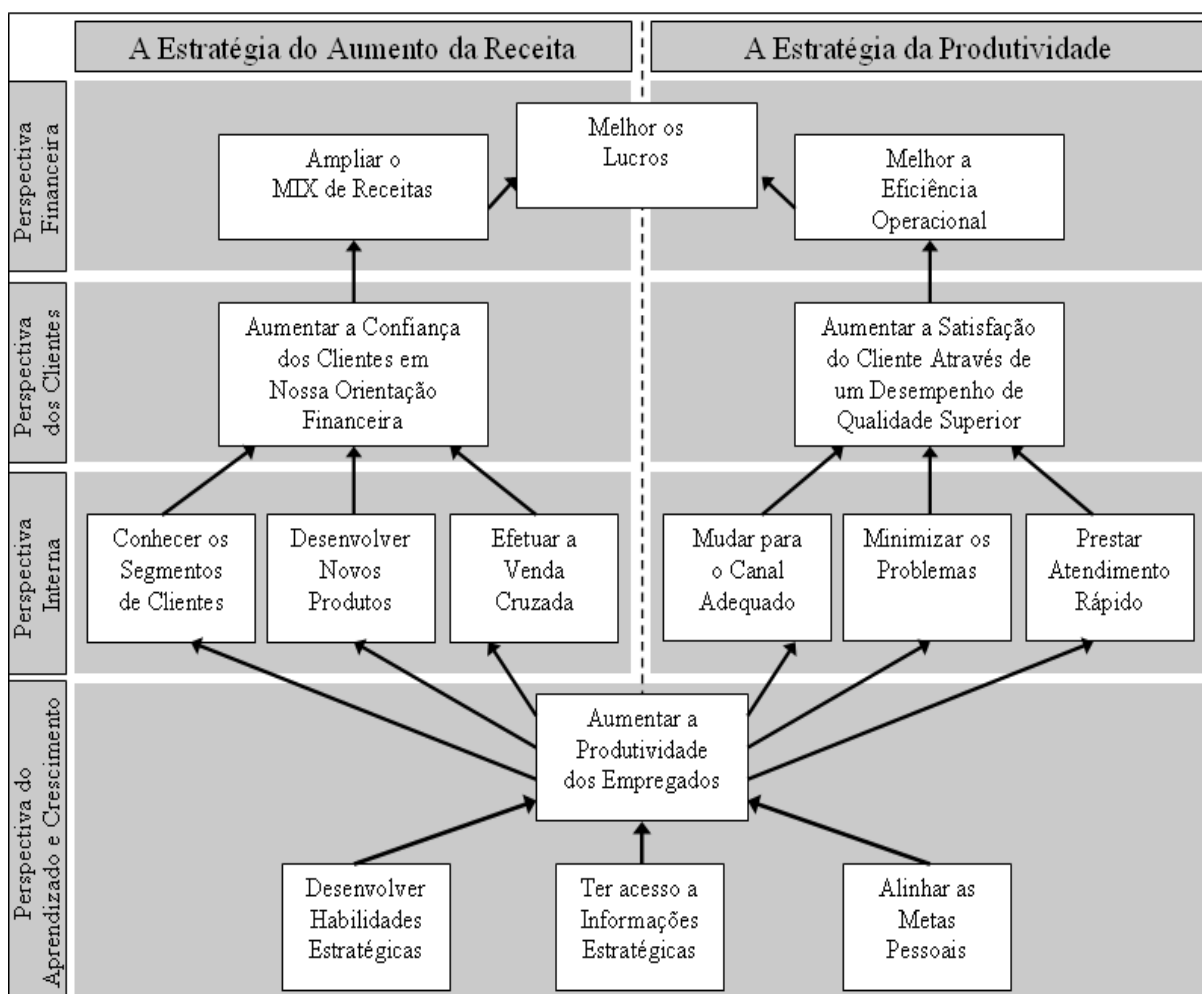 A Estratégia do Aumento da Receita
A Estratégia da Produtividade
Perspectiva
Financeira
Melhor os
Lucros
Ampliar o
MIX de Receitas
Melhor a
Eficiência
Operacional
Perspectiva
dos Clientes
Aumentar a Confiança
dos Clientes em
Nossa Orientação
Financeira
Aumentar a Satisfação
do Cliente Através de
um Desempenho de
Qualidade Superior
Perspectiva
Interna
Conhecer os
Segmentos
de Clientes
Desenvolver
Novos
Produtos
Efetuar a
Venda
Cruzada
Mudar para
o Canal
Adequado
Minimizar os
Problemas
Prestar
Atendimento
Rápido
Perspectiva do
Aprendizado e Crescimento
Aumentar a
Produtividade
dos Empregados
Desenvolver
Habilidades
Estratégicas
Ter acesso a
Informações
Estratégicas
Alinhar as
Metas
Pessoais